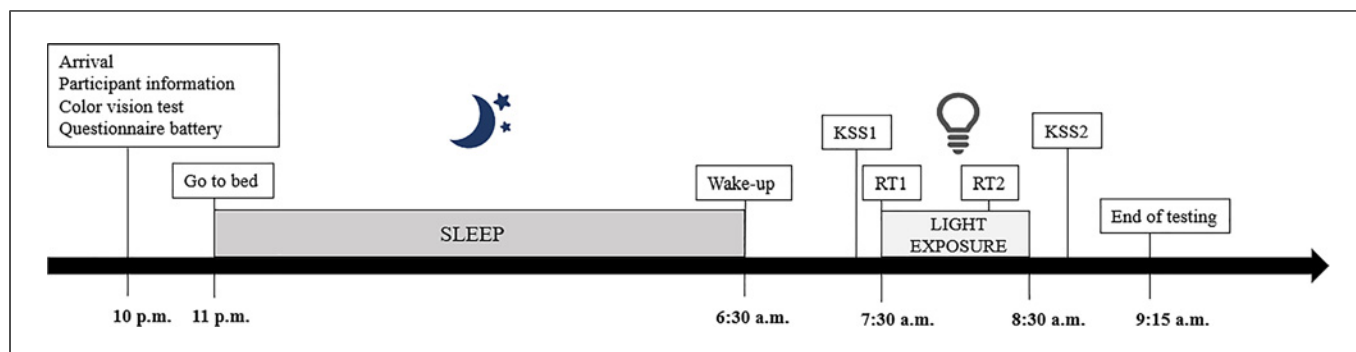 Arrival
Participant information
Color vision test
Questionnaire battery
Go to bed
SLEEP
Wake-up
KSS1
RT1
RT2
LIGHT
EXPOSURE
KSS2
End of testing
10 p.m.
11 p.m.
6:30 a.m.
7:30 a.m.
8:30 a.m.
9:15 a.m.